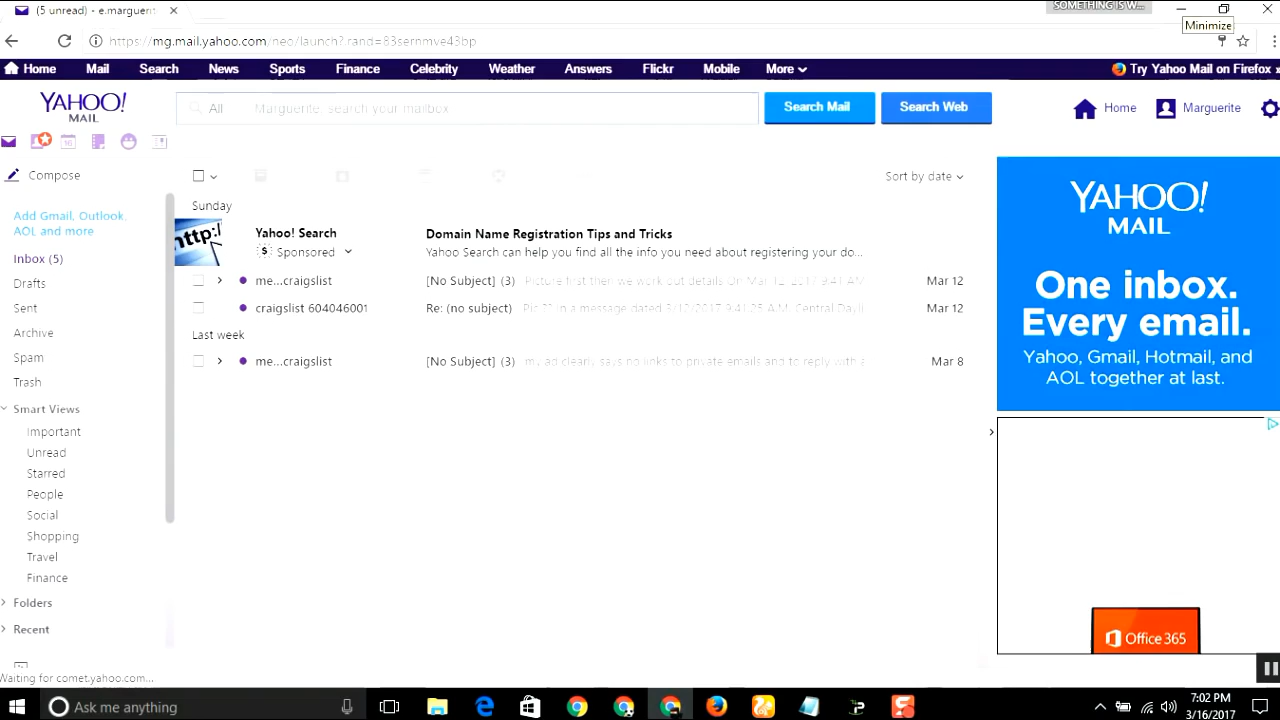 (5 unread) - e.marguerit
SOMETHING IS W...
Minimize
https://mg.mail.yahoo.com/neo/launch?.rand=83sernmve43bp
Home Mail Search News Sports Finance Celebrity Weather Answers Flickr Mobile More Try Yahoo Mail on Firefox »
YAHOO!
MAIL
All Marguerite, search your mailbox
Search Mail Search Web Home Marguerite
Compose
Sort by date
Add Gmail, Outlook,
AOL and more
Inbox (5)
Drafts
Sent
Archive
Spam
Trash
Smart Views
Important
Unread
Starred
People
Social
Shopping
Travel
Finance
Folders
Recent
Sunday
http:/
Yahoo! Search Domain Name Registration Tips and Tricks
$ Sponsored Yahoo Search can help you find all the info you need about registering your do...
me...craigslist [No Subject] (3) Picture first then we work out details On Mar 12, 2017 9:41 AM Mar 12
craigslist 604046001 Re: (no subject) Plc ?? In a message dated 3/12/2017 9:41:25 A.M. Central Mar 12
Last week
me...craigslist [No Subject] (3) my ad clearly says no links to private emails and to reply with Mar 8
YAHOO!
MAIL
One inbox.
Every email.
Yahoo, Gmail, Hotmail, and
AOL together at last.
Office 365
Waiting for comet.yahoo.com...
Ask me anything
7:02 PM
3/16/2017